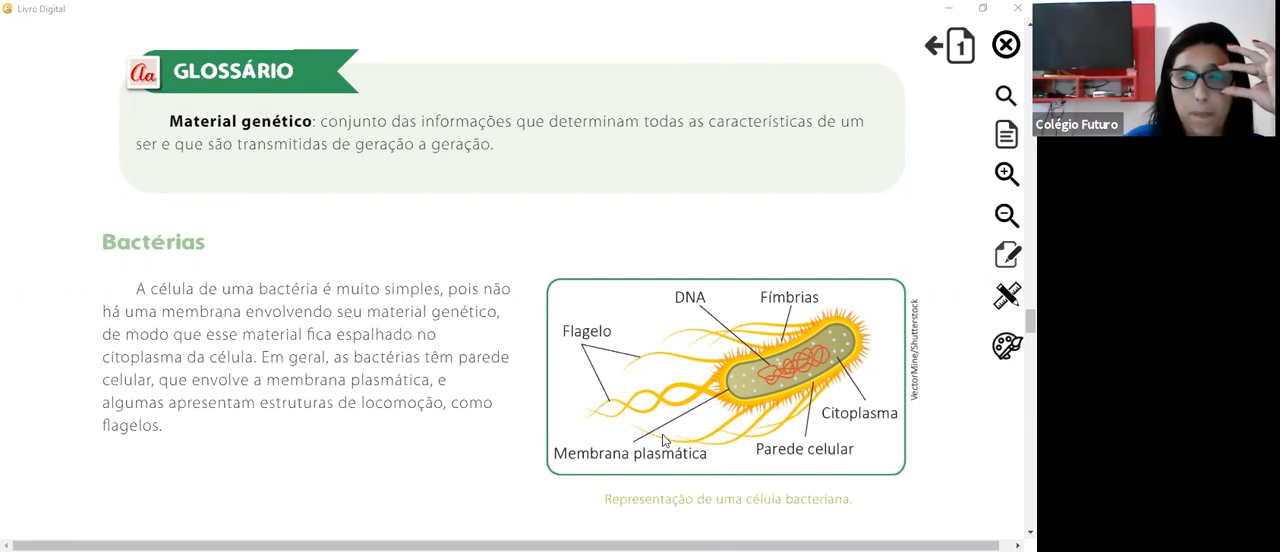 Livro Digital
Aa GLOSSÁRIO
Material genético: conjunto das informações que determinam todas as características de um
ser e que são transmitidas de geração a geração.
Bactérias
A célula de uma bactéria é muito simples, pois não
há uma membrana envolvendo seu material genético,
de modo que esse material fica espalhado no
citoplasma da célula. Em geral, as bactérias têm parede
celular, que envolve a membrana plasmática, e
algumas apresentam estruturas de locomoção, como
flagelos.
DNA
Fímbrias
Flagelo
Citoplasma
Membrana plasmática
Parede celular
VectorMine/Shutterstock
Representação de uma célula bacteriana.
1
Colégio Futuro